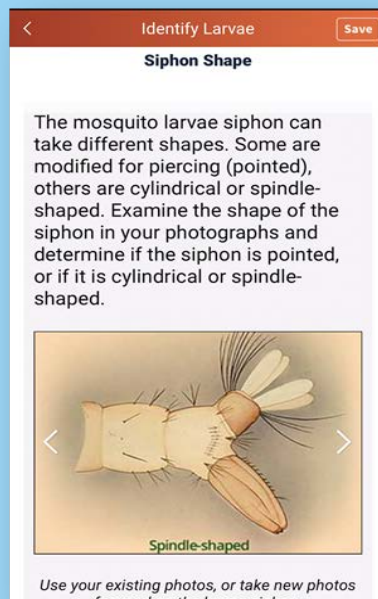 Identify Larvae
Save
Siphon Shape
The mosquito larvae siphon can
take different shapes. Some are
modified for piercing (pointed),
others are cylindrical or spindle-
shaped. Examine the shape of the
siphon in your photographs and
determine if the siphon is pointed,
or if it is cylindrical or spindle-
shaped.
Spindle-shaped
Use your existing photos, or take new photos